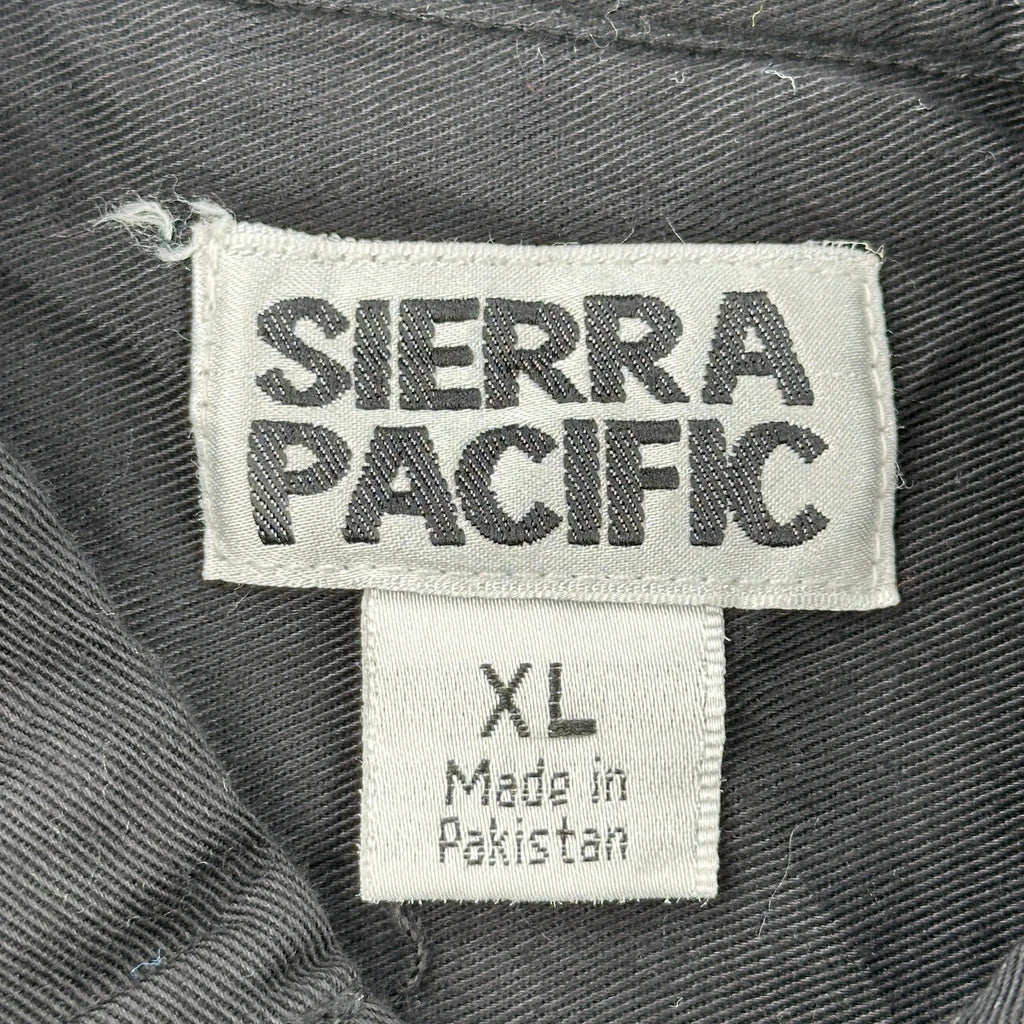 SIERRA
PACIFIC
XL
Made in
Pakistan